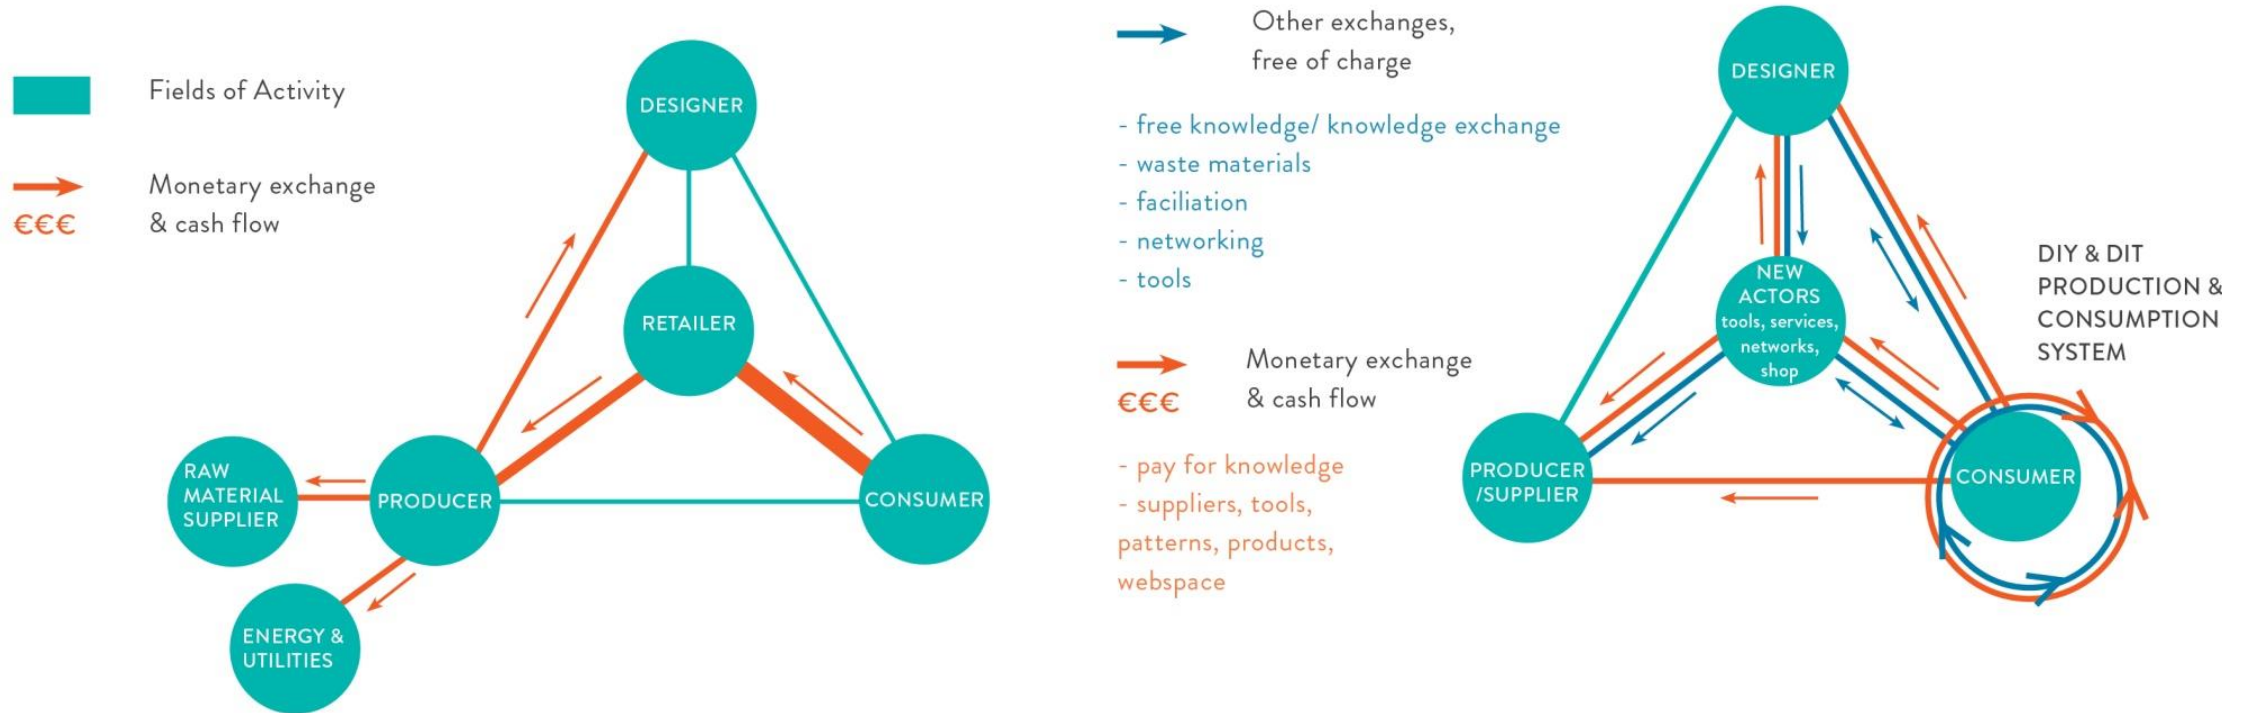 Fields of Activity
Monetary exchange
€€€
& cash flow
DESIGNER
RETAILER
RAW
MATERIAL
SUPPLIER
PRODUCER
CONSUMER
ENERGY &
UTILITIES
Other exchanges,
free of charge
- free knowledge/ knowledge exchange
- waste materials
- faciliation
- networking
- tools
Monetary exchange
€€€
& cash flow
- pay for knowledge
- suppliers, tools,
patterns, products,
webspace
DESIGNER
NEW
ACTORS
tools, services,
networks,
shop
DIY & DIT
PRODUCTION &
CONSUMPTION
SYSTEM
PRODUCER
/SUPPLIER
CONSUMER